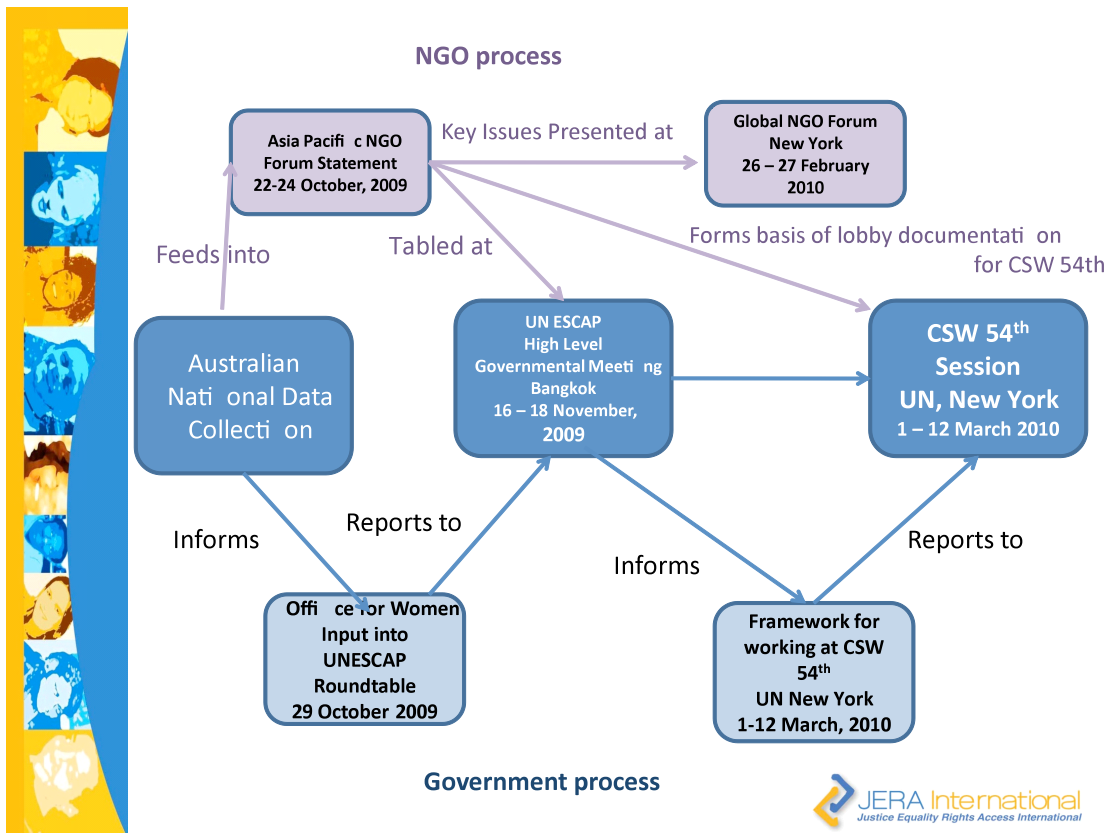 NGO process
Asia Pacifi c NGO
Forum Statement
22-24 October, 2009
Key Issues Presented at
Global NGO Forum
New York
26 – 27 February
2010
Feeds into
Tabled at
Forms basis of lobby documentati on
for CSW 54th
Australian
Nati onal Data
Collecti on
UN ESCAP
High Level
Governmental Meeti ng
Bangkok
16 – 18 November,
2009
CSW 54th
Session
UN, New York
1 – 12 March 2010
Informs
Reports to
Informs
Reports to
Offi ce for Women
Input into
UNESCAP
Roundtable
29 October 2009
Framework for
working at CSW
54th
UN New York
1-12 March, 2010
Government process
JERA International
Justice Equality Rights Access International